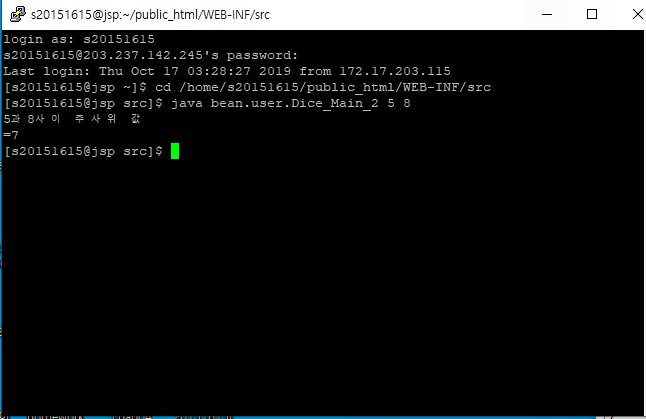 s20151615@jsp:~/public_html/WEB-INF/src
login as: s20151615
s20151615@203.237.142.245's password:
Last login: Thu Oct 17 03:28:27 2019 from 172.17.203.115
[s20151615@jsp ~]$ cd /home/s20151615/public_html/WEB-INF/src
[s20151615@jsp src]$ java bean.user.Dice_Main_2 5 8
5과 8사이 주사위 값
=7
[s20151615@jsp src]$